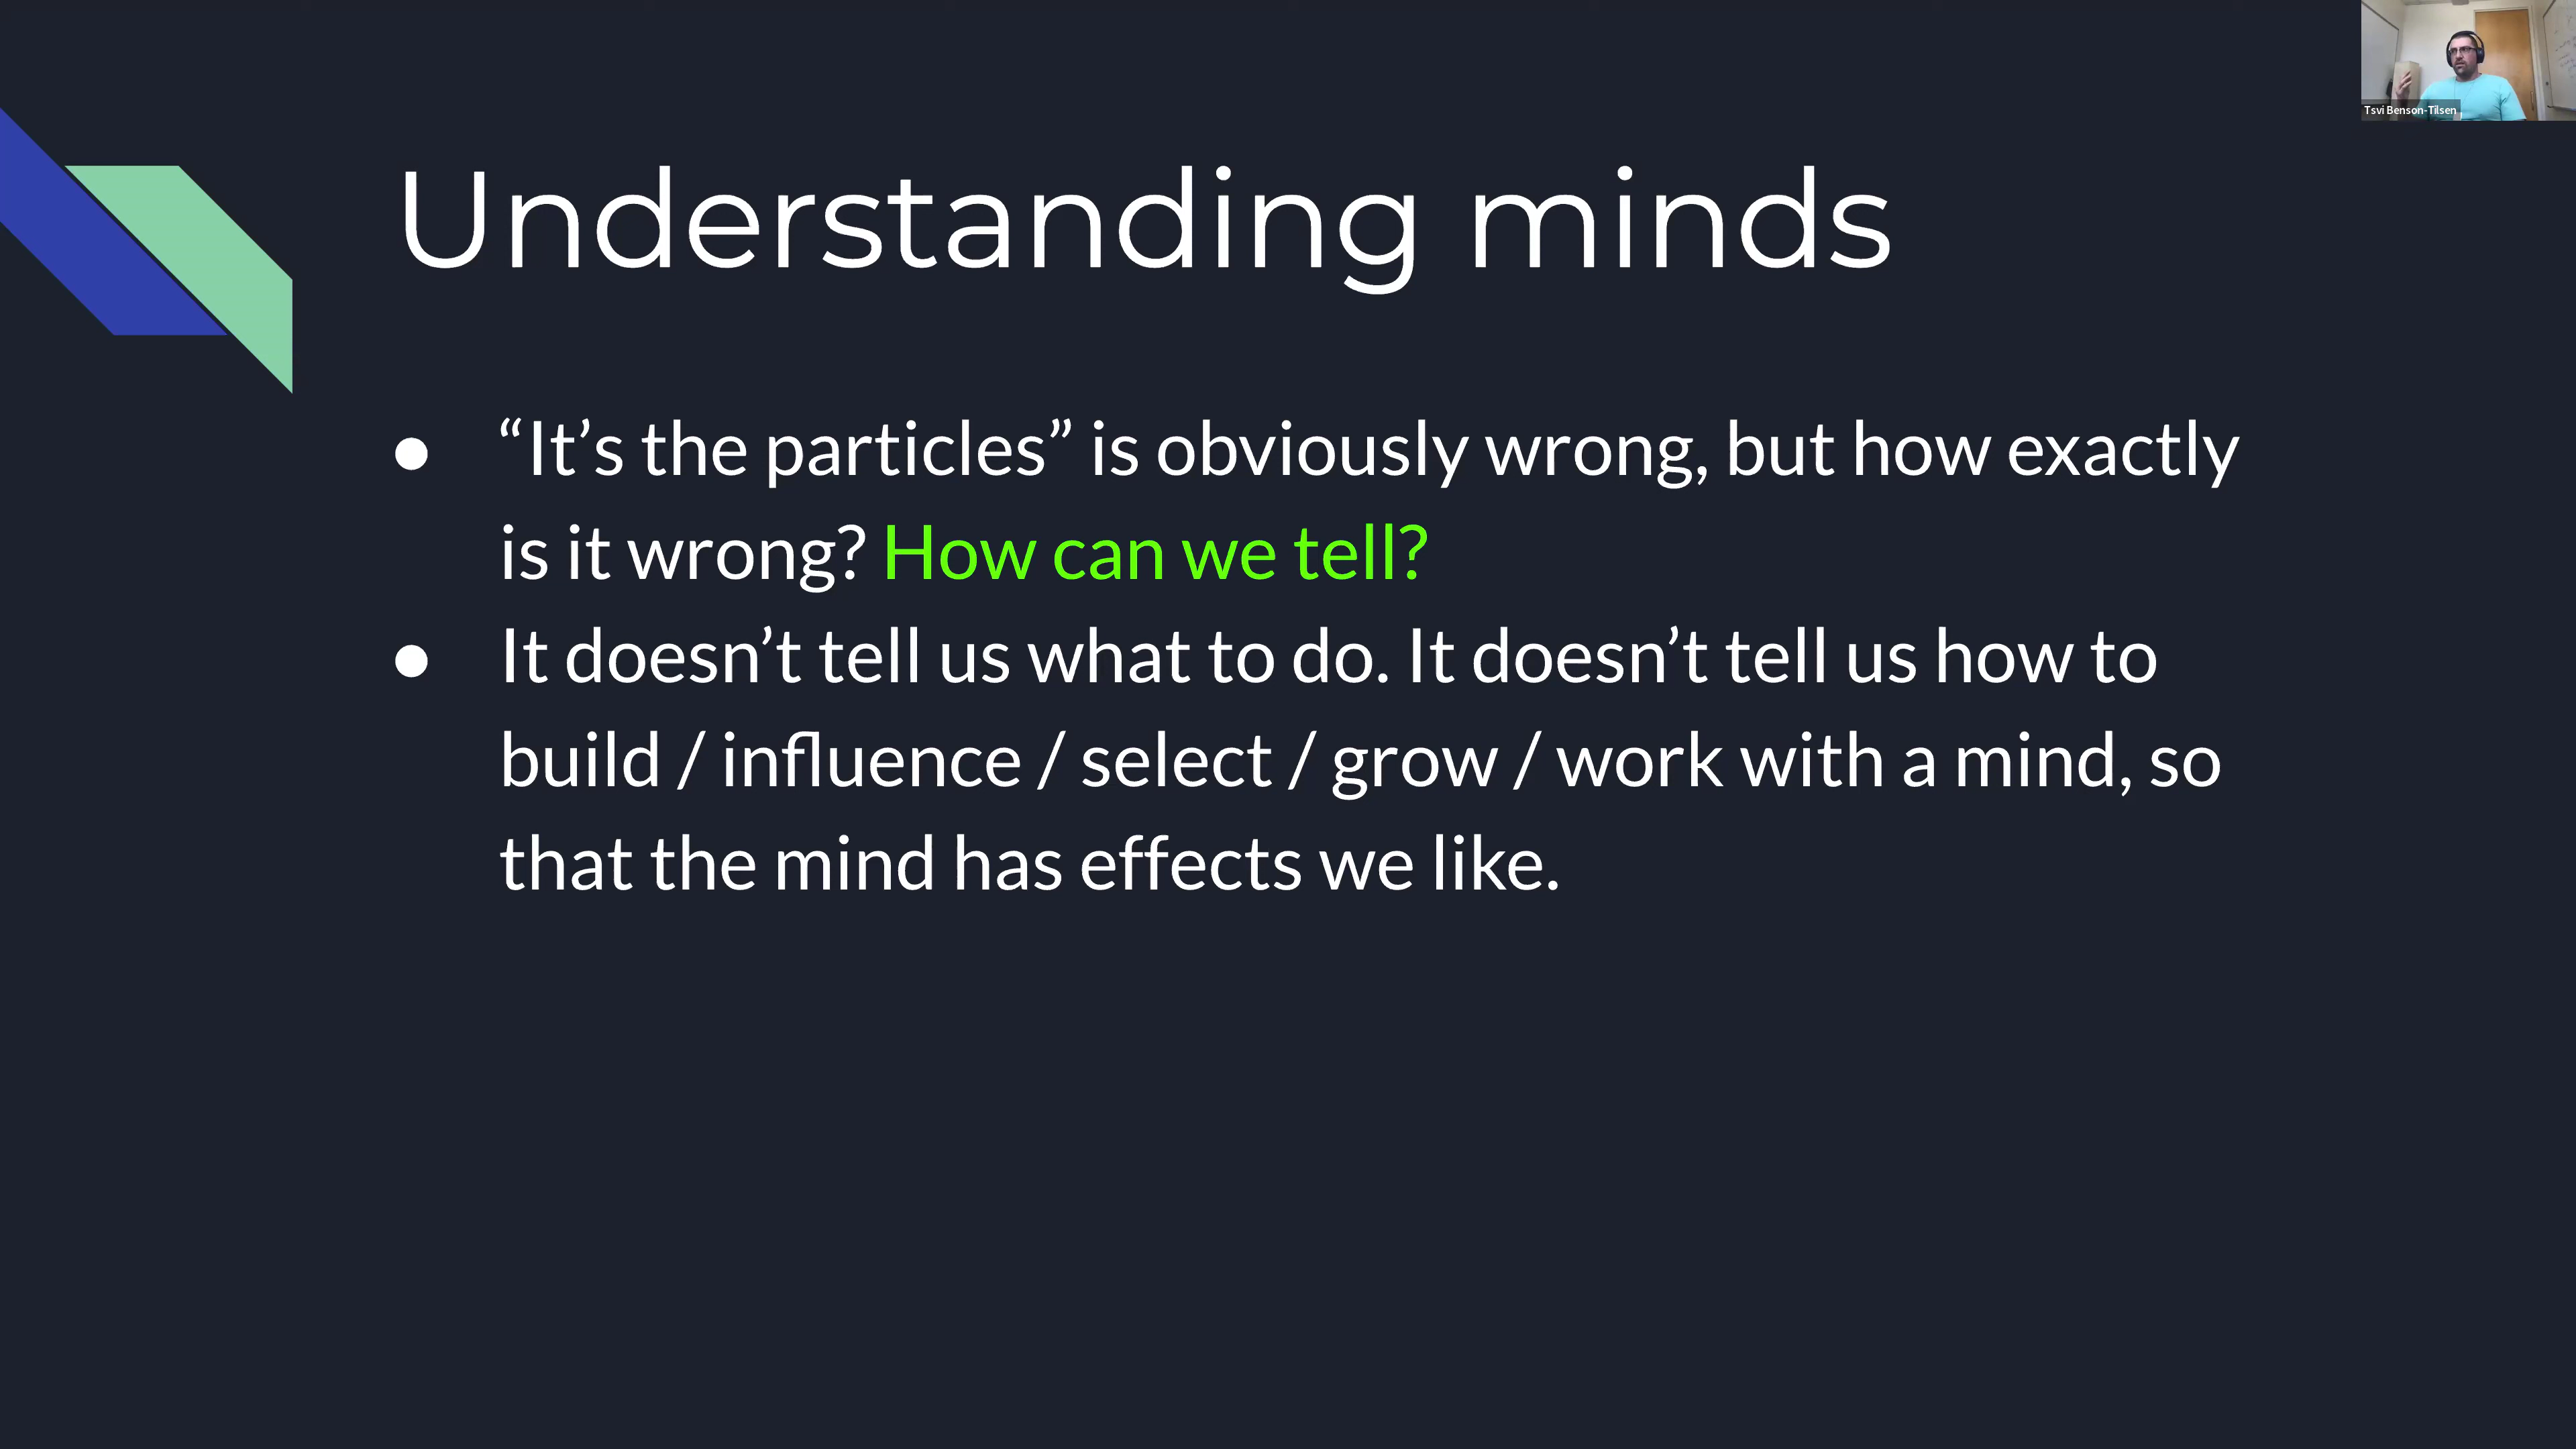 Tsvi Benson-Tilsen
Understanding minds
● “It’s the particles” is obviously wrong, but how exactly
is it wrong? How can we tell?
● It doesn’t tell us what to do. It doesn’t tell us how to
build / influence / select / grow / work with a mind, so
that the mind has effects we like.